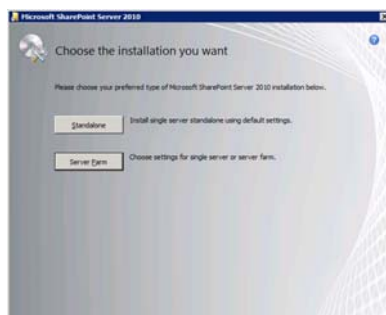 Microsoft SharePoint Server 2010
Choose the installation you want
Please choose your preferred type of Microsoft SharePoint Server 2010 installation below.
Standalone
Install single server standalone using default settings.
Server Farm
Choose settings for single server or server farm.